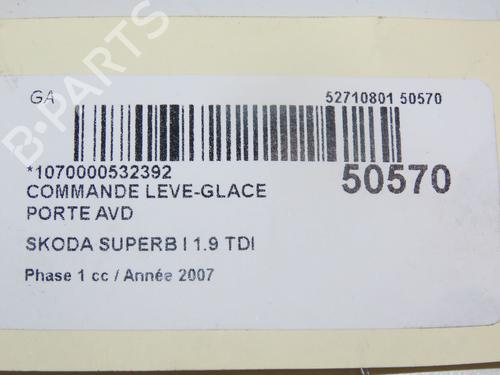 GA
52710801 50570
*1070000532392
50570
COMMANDE LEVE-GLACE
PORTE AVD
SKODA SUPERB I 1.9 TDI
Phase 1 cc / Année 2007
B-PARTS